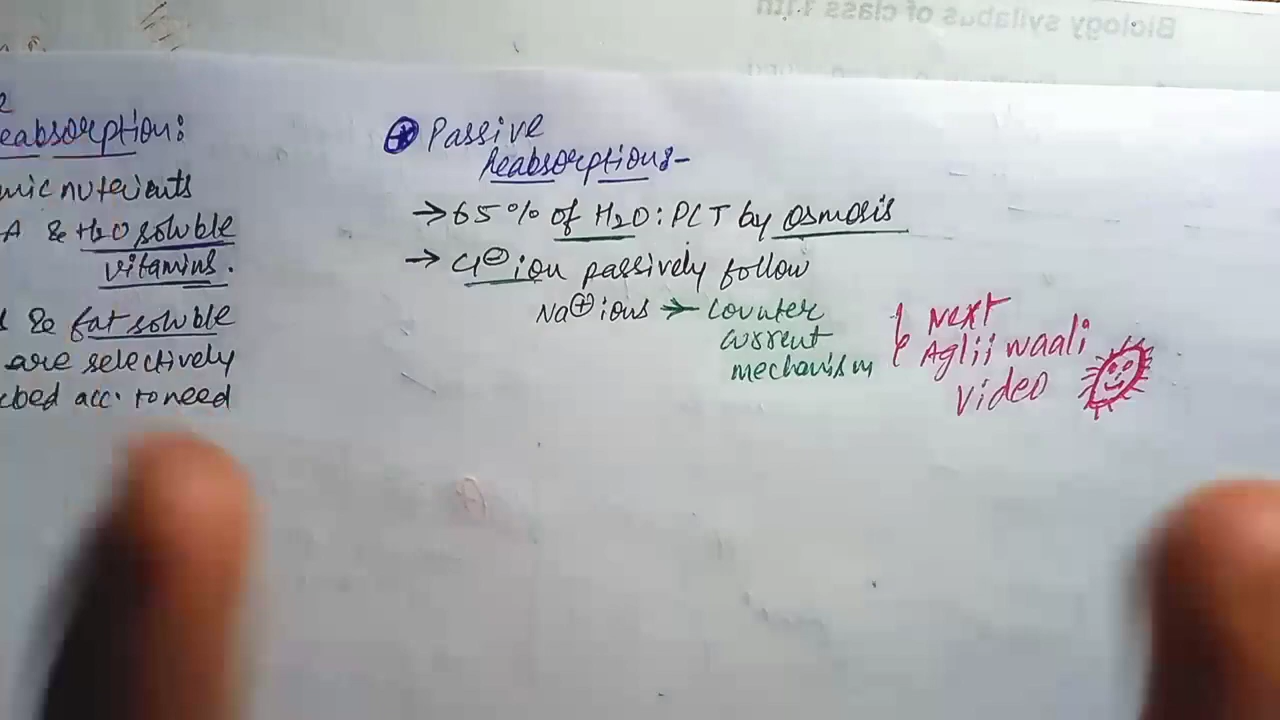 Biology syllabus of class 11th
e
eabsorption:
mic nutrients
A & H2O soluble
vitamins.
& fat soluble
are selectively
cbed acc. to need
Passive
Reabsorption:-
→ 65% of H2O: PCT by osmosis
→ Cl⊖ ion passively follow
Na⊕ ions → counter
current
mechanism
Next
Aglii waali
Video